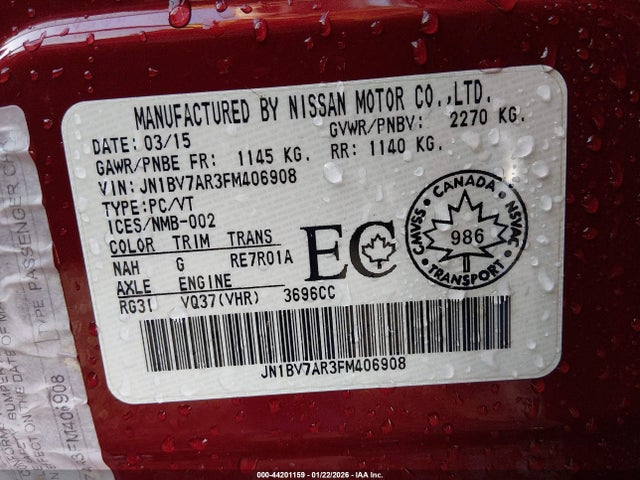 MANUFACTURED BY NISSAN MOTOR CO.,LTD.
DATE: 03/15
GVWR/PNBV: 2270 KG.
GAWR/PNBE FR: 1145 KG. RR: 1140 KG.
VIN: JN1BV7AR3FM406908
TYPE:PC/VT
ICES/NMB-002
COLOR TRIM TRANS
NAH G RE7R01A
AXLE ENGINE
RG31 VQ37(VHR) 3696CC
EC
CMVSS - CANADA - NSVAC
986
TRANSPORT
JN1BV7AR3FM406908
TYPE PASSENGER
000-44201159 - 01/22/2026 - IAA Inc.